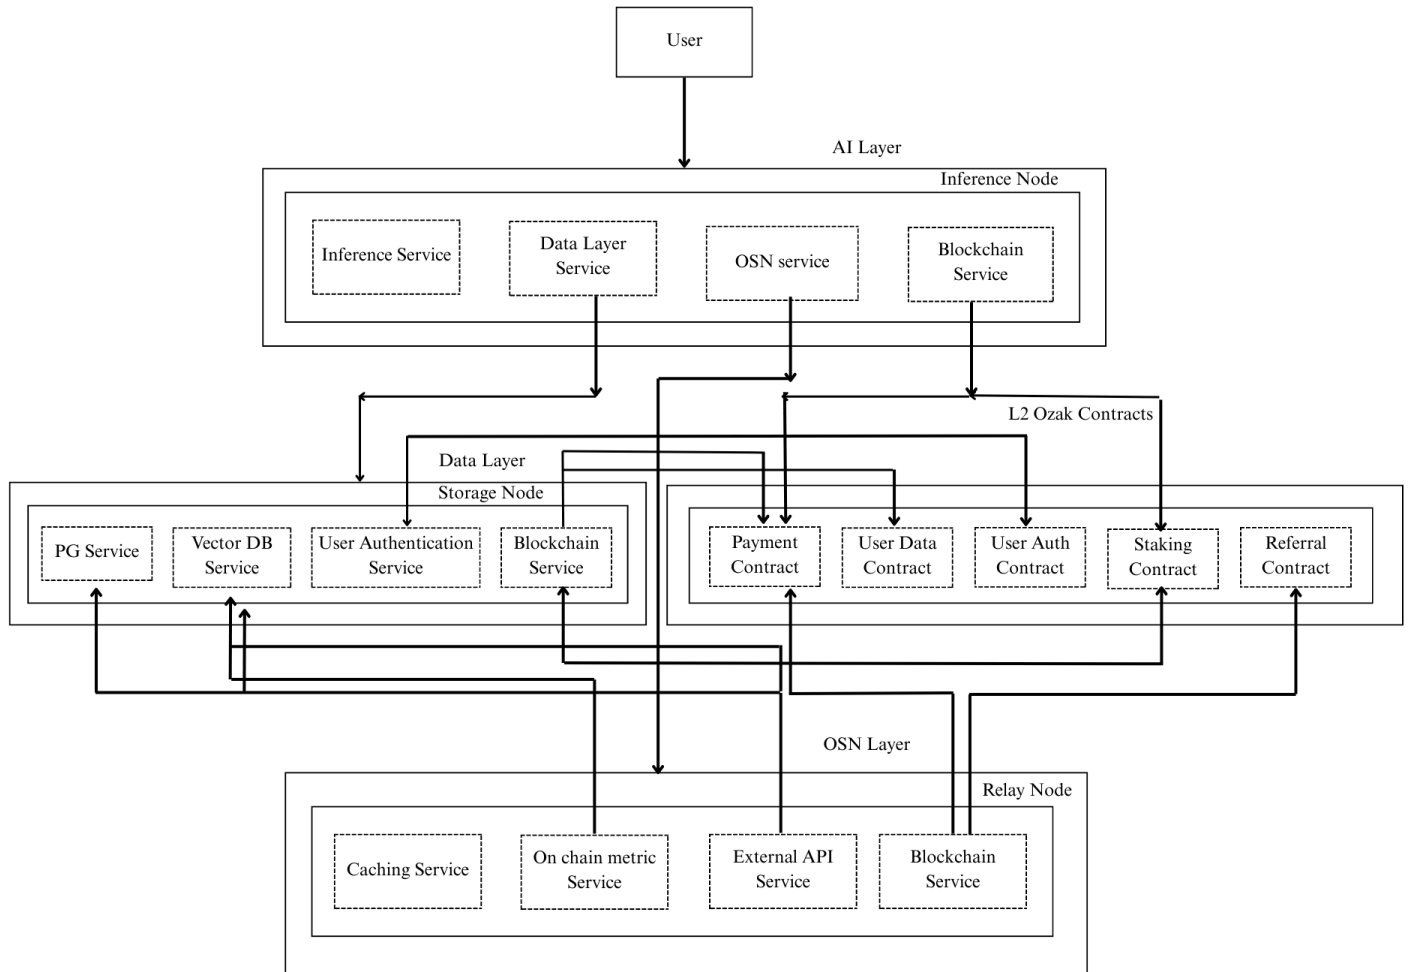 User
AI Layer
Inference Node
Inference Service
Data Layer
Service
OSN service
Blockchain
Service
L2 Ozak Contracts
Data Layer
Storage Node
PG Service
Vector DB
Service
User Authentication
Service
Blockchain
Service
Payment
Contract
User Data
Contract
User Auth
Contract
Staking
Contract
Referral
Contract
OSN Layer
Relay Node
Caching Service
On chain metric
Service
External API
Service
Blockchain
Service